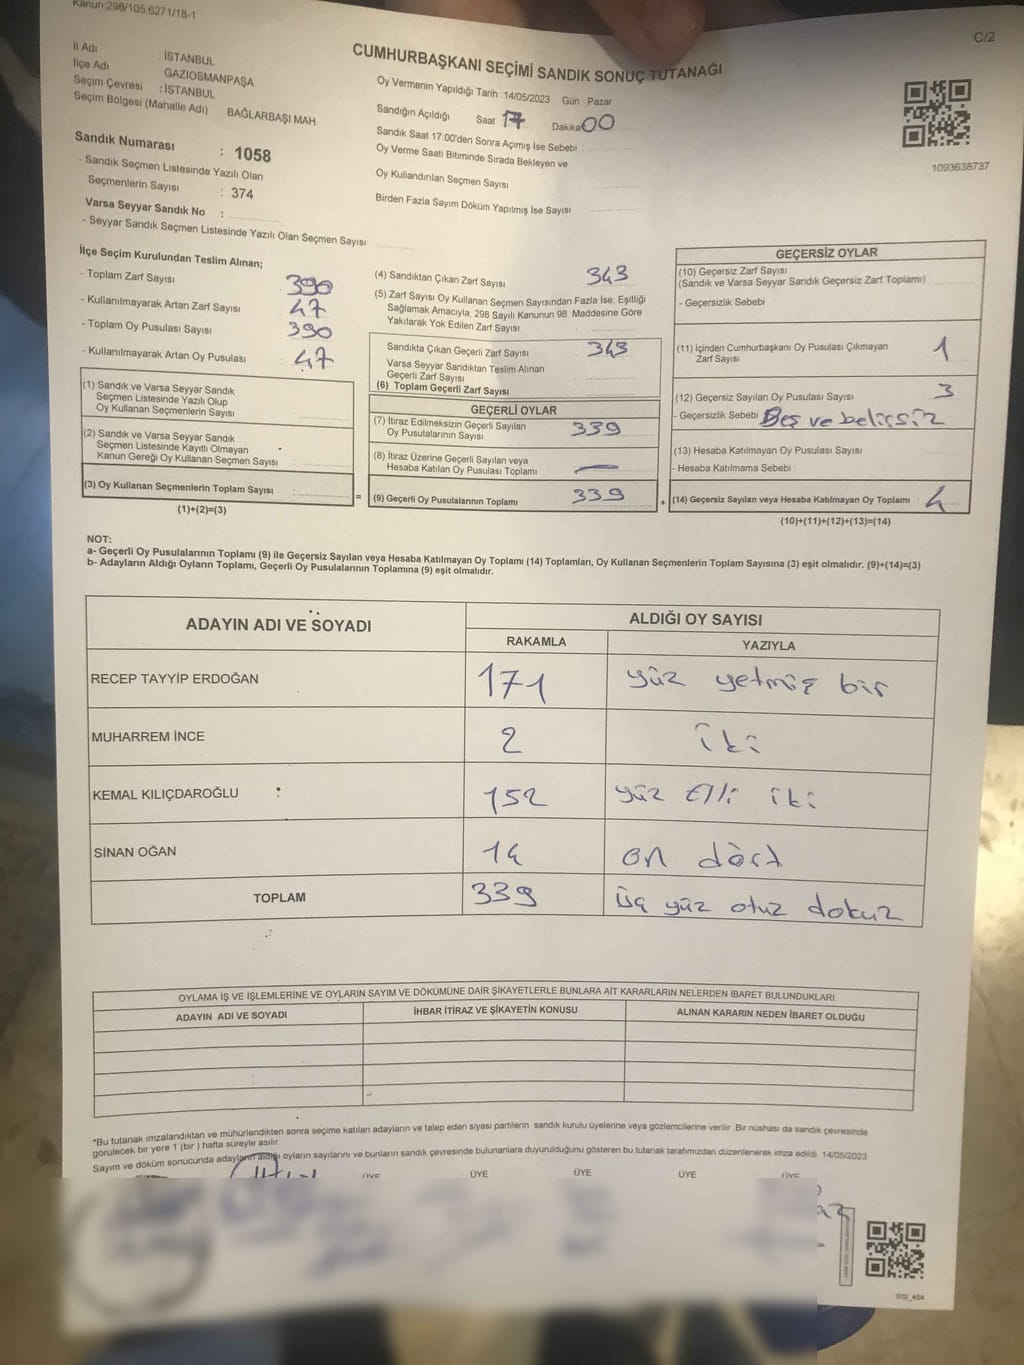 Kanun:298/105,6271/18-1
C/2
CUMHURBAŞKANI SEÇİMİ SANDIK SONUÇ TUTANAĞI
İl Adı : İSTANBUL
İlçe Adı : GAZİOSMANPAŞA
Seçim Çevresi : İSTANBUL
Seçim Bölgesi (Mahalle Adı) BAĞLARBAŞI MAH.
Sandık Numarası : 1058
- Sandık Seçmen Listesinde Yazılı Olan
Seçmenlerin Sayısı : 374
Varsa Seyyar Sandık No :
- Seyyar Sandık Seçmen Listesinde Yazılı Olan Seçmen Sayısı:
Oy Vermenin Yapıldığı Tarih :14/05/2023 Gün : Pazar
Sandığın Açıldığı Saat 17 Dakika 00
Sandık Saat 17:00'den Sonra Açılmış İse Sebebi :
Oy Verme Saati Bitiminde Sırada Bekleyen ve
Oy Kullandırılan Seçmen Sayısı
Birden Fazla Sayım Döküm Yapılmış İse Sayısı :
1093638737
İlçe Seçim Kurulundan Teslim Alınan;
- Toplam Zarf Sayısı 390
- Kullanılmayarak Artan Zarf Sayısı 47
- Toplam Oy Pusulası Sayısı 390
- Kullanılmayarak Artan Oy Pusulası 47
(1) Sandık ve Varsa Seyyar Sandık
Seçmen Listesinde Yazılı Olup
Oy Kullanan Seçmenlerin Sayısı :
(2) Sandık ve Varsa Seyyar Sandık
Seçmen Listesinde Kayıtlı Olmayan
Kanun Gereği Oy Kullanan Seçmen Sayısı :
(3) Oy Kullanan Seçmenlerin Toplam Sayısı : =
(1)+(2)=(3)
(4) Sandıktan Çıkan Zarf Sayısı 343
(5) Zarf Sayısı Oy Kullanan Seçmen Sayısından Fazla İse, Eşitliği
Sağlamak Amacıyla, 298 Sayılı Kanunun 98. Maddesine Göre
Yakılarak Yok Edilen Zarf Sayısı
Sandıkta Çıkan Geçerli Zarf Sayısı 343
Varsa Seyyar Sandıktan Teslim Alınan
Geçerli Zarf Sayısı
(6) Toplam Geçerli Zarf Sayısı
GEÇERLİ OYLAR
(7) İtiraz Edilmeksizin Geçerli Sayılan
Oy Pusulalarının Sayısı 339
(8) İtiraz Üzerine Geçerli Sayılan veya
Hesaba Katılan Oy Pusulası Toplamı —
(9) Geçerli Oy Pusulalarının Toplamı 339 +
GEÇERSİZ OYLAR
(10) Geçersiz Zarf Sayısı
(Sandık ve Varsa Seyyar Sandık Geçersiz Zarf Toplamı)
- Geçersizlik Sebebi
(11) İçinden Cumhurbaşkanı Oy Pusulası Çıkmayan
Zarf Sayısı 1
(12) Geçersiz Sayılan Oy Pusulası Sayısı 3
- Geçersizlik Sebebi Boş ve belirsiz
(13) Hesaba Katılmayan Oy Pusulası Sayısı
- Hesaba Katılmama Sebebi :
(14) Geçersiz Sayılan veya Hesaba Katılmayan Oy Toplamı 4
(10)+(11)+(12)+(13)=(14)
NOT:
a- Geçerli Oy Pusulalarının Toplamı (9) ile Geçersiz Sayılan veya Hesaba Katılmayan Oy Toplamı (14) Toplamları, Oy Kullanan Seçmenlerin Toplam Sayısına (3) eşit olmalıdır. (9)+(14)=(3)
b- Adayların Aldığı Oyların Toplamı, Geçerli Oy Pusulalarının Toplamına (9) eşit olmalıdır.
ADAYIN ADI VE SOYADI ALDIĞI OY SAYISI
RAKAMLA YAZIYLA
RECEP TAYYİP ERDOĞAN 171 yüz yetmiş bir
MUHARREM İNCE 2 iki
KEMAL KILIÇDAROĞLU 152 yüz Elli iki
SİNAN OĞAN 14 on dört
TOPLAM 339 üç yüz otuz dokuz
OYLAMA İŞ VE İŞLEMLERİNE VE OYLARIN SAYIM VE DÖKÜMÜNE DAİR ŞİKAYETLERLE BUNLARA AİT KARARLARIN NELERDEN İBARET BULUNDUKLARI
ADAYIN ADI VE SOYADI İHBAR İTİRAZ VE ŞİKAYETİN KONUSU ALINAN KARARIN NEDEN İBARET OLDUĞU
*Bu tutanak imzalandıktan ve mühürlendikten sonra seçime katılan adayların ve talep eden siyasi partilerin sandık kurulu üyelerine veya gözlemcilerine verilir. Bir nüshası da sandık çevresinde
görülecek bir yere 1 (bir) hafta süreyle asılır.
Sayım ve döküm sonucunda adayların aldığı oyların sayılarını ve bunların sandık çevresinde bulunanlara duyurulduğunu gösteren bu tutanak tarafımızdan düzenlenerek imza edildi. 14/05/2023
ÜYE ÜYE ÜYE ÜYE ÜYE